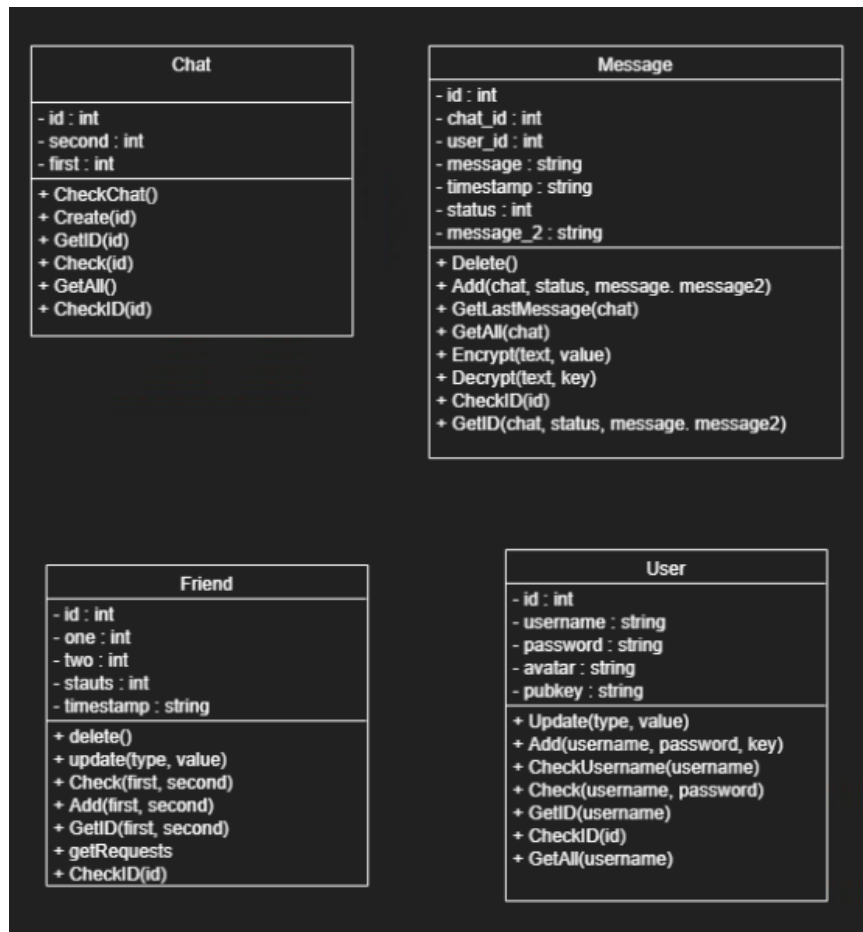 Chat
- id : int
- second : int
- first : int
+ CheckChat()
+ Create(id)
+ GetID(id)
+ Check(id)
+ GetAll()
+ CheckID(id)
Message
- id : int
- chat_id : int
- user_id : int
- message : string
- timestamp : string
- status : int
- message_2 : string
+ Delete()
+ Add(chat, status, message. message2)
+ GetLastMessage(chat)
+ GetAll(chat)
+ Encrypt(text, value)
+ Decrypt(text, key)
+ CheckID(id)
+ GetID(chat, status, message. message2)
Friend
- id : int
- one : int
- two : int
- stauts : int
- timestamp : string
+ delete()
+ update(type, value)
+ Check(first, second)
+ Add(first, second)
+ GetID(first, second)
+ getRequests
+ CheckID(id)
User
- id : int
- username : string
- password : string
- avatar : string
- pubkey : string
+ Update(type, value)
+ Add(username, password, key)
+ CheckUsername(username)
+ Check(username, password)
+ GetID(username)
+ CheckID(id)
+ GetAll(username)